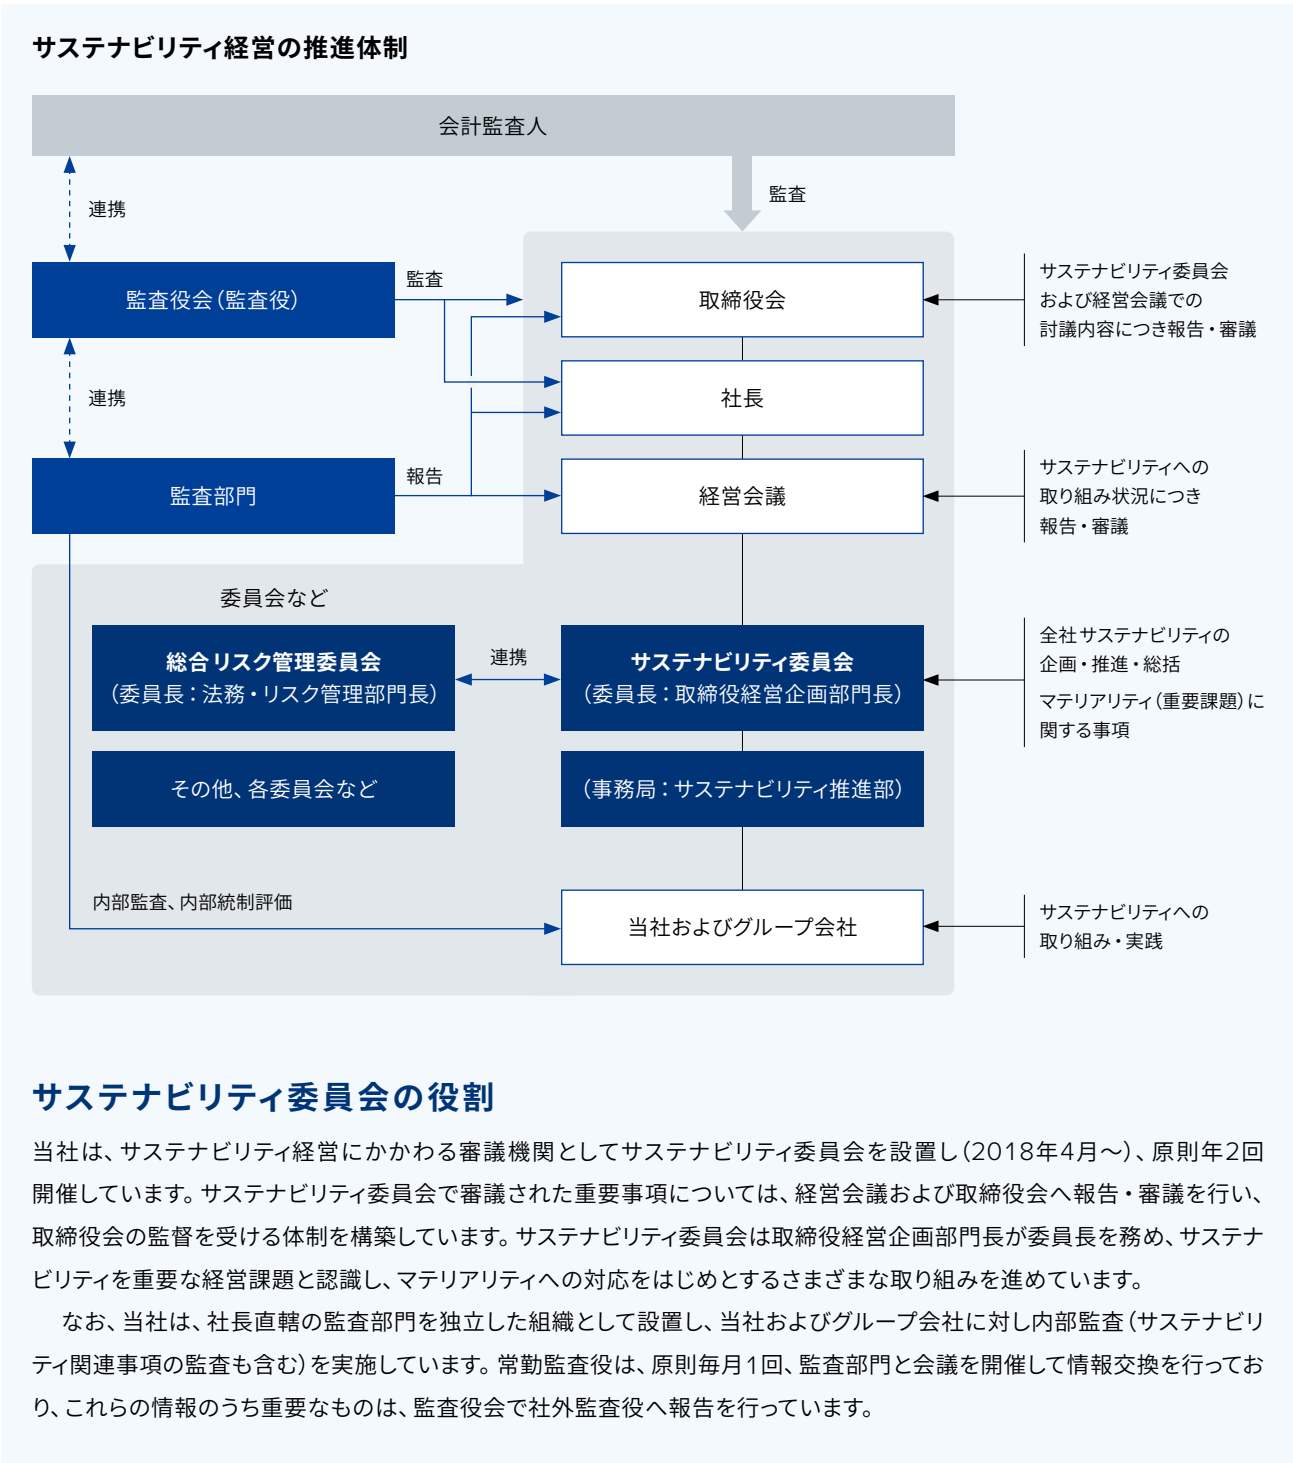 サステナビリティ経営の推進体制
会計監査人
連携
監査
監査役会(監査役)
監査
取締役会
サステナビリティ委員会
および経営会議での
討議内容につき報告・審議
連携
社長
監査部門
報告
経営会議
サステナビリティへの
取り組み状況につき
報告・審議
委員会など
総合リスク管理委員会
(委員長:法務・リスク管理部門長)
連携
サステナビリティ委員会
(委員長:取締役経営企画部門長)
全社サステナビリティの
企画・推進・総括
マテリアリティ(重要課題)に
関する事項
その他、各委員会など
(事務局:サステナビリティ推進部)
内部監査、内部統制評価
当社およびグループ会社
サステナビリティへの
取り組み・実践
サステナビリティ委員会の役割
当社は、サステナビリティ経営にかかわる審議機関としてサステナビリティ委員会を設置し(2018年4月〜)、原則年2回
開催しています。サステナビリティ委員会で審議された重要事項については、経営会議および取締役会へ報告・審議を行い、
取締役会の監督を受ける体制を構築しています。サステナビリティ委員会は取締役経営企画部門長が委員長を務め、サステナ
ビリティを重要な経営課題と認識し、マテリアリティへの対応をはじめとするさまざまな取り組みを進めています。
なお、当社は、社長直轄の監査部門を独立した組織として設置し、当社およびグループ会社に対し内部監査(サステナビリ
ティ関連事項の監査も含む)を実施しています。常勤監査役は、原則毎月1回、監査部門と会議を開催して情報交換を行ってお
り、これらの情報のうち重要なものは、監査役会で社外監査役へ報告を行っています。